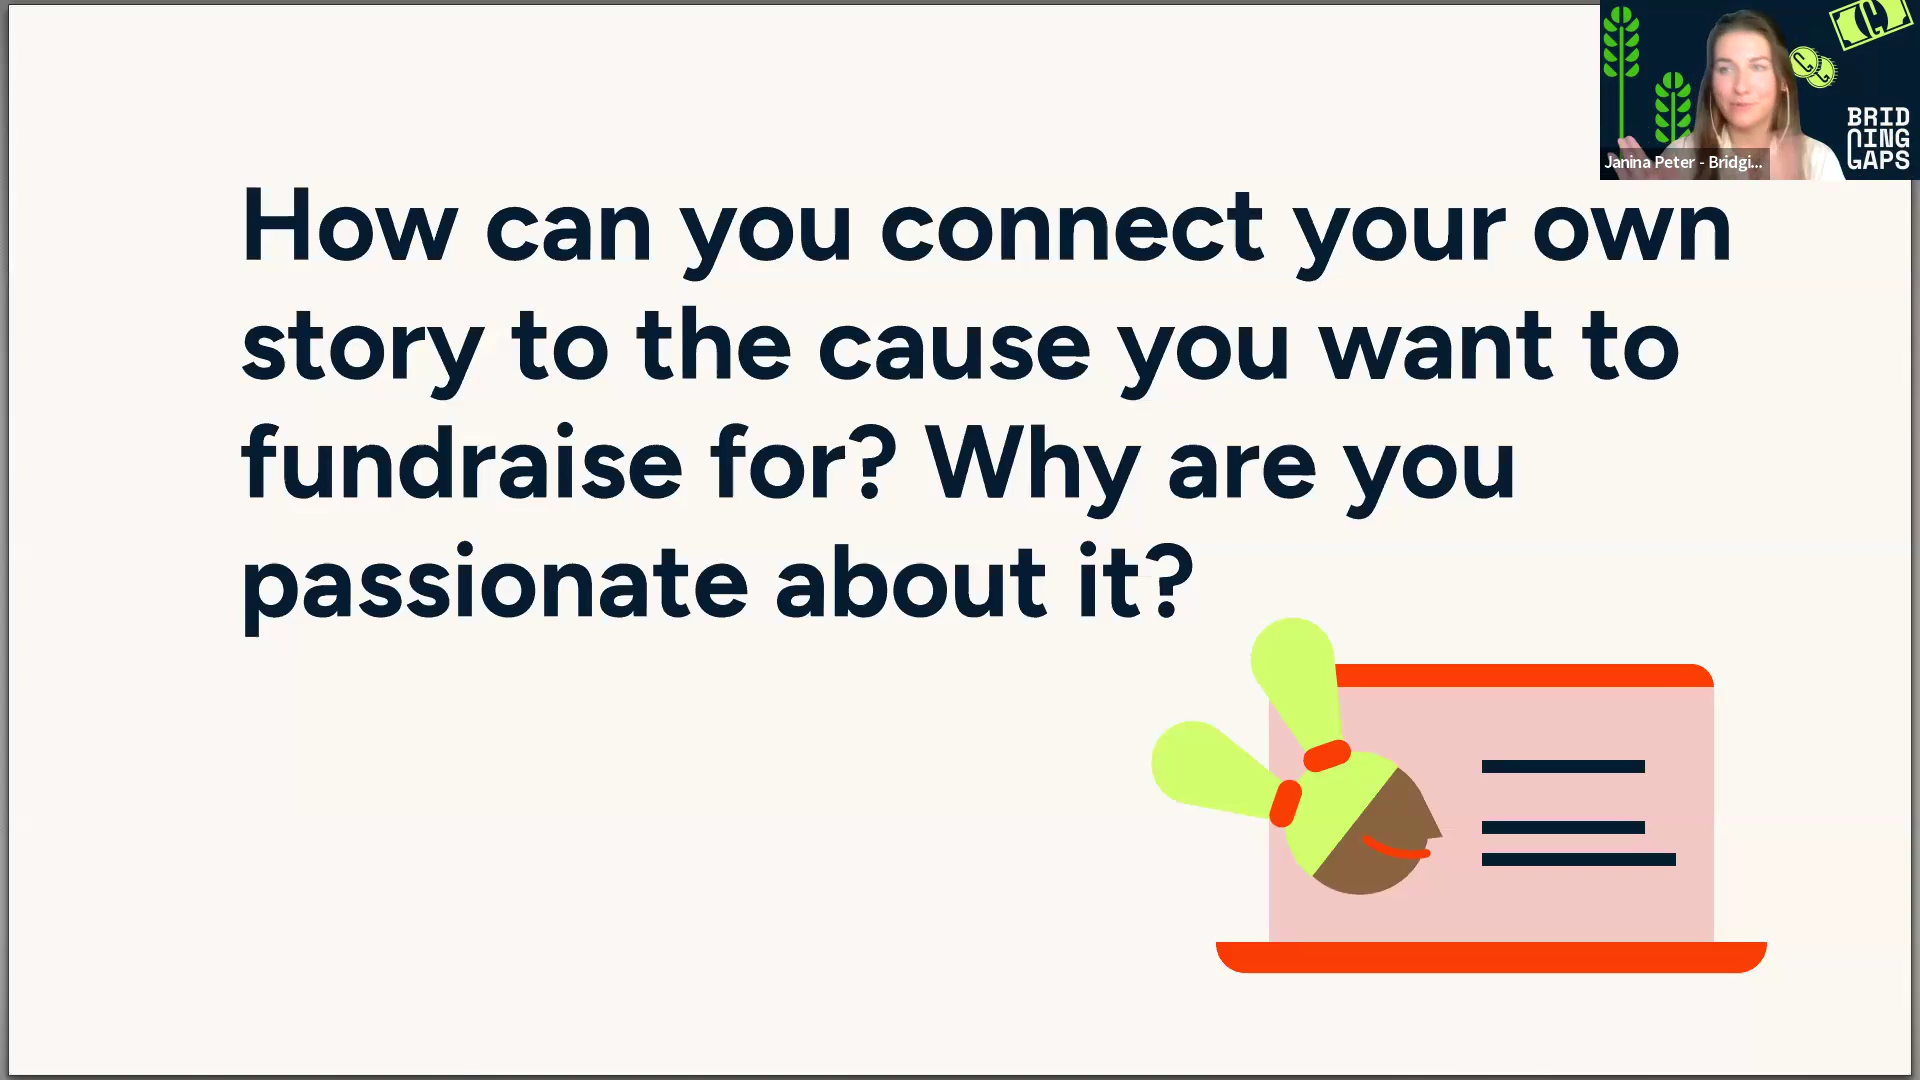 How can you connect your own
story to the cause you want to
fundraise for? Why are you
passionate about it?
Janina Peter - Bridgi...
BRID
GING
GAPS